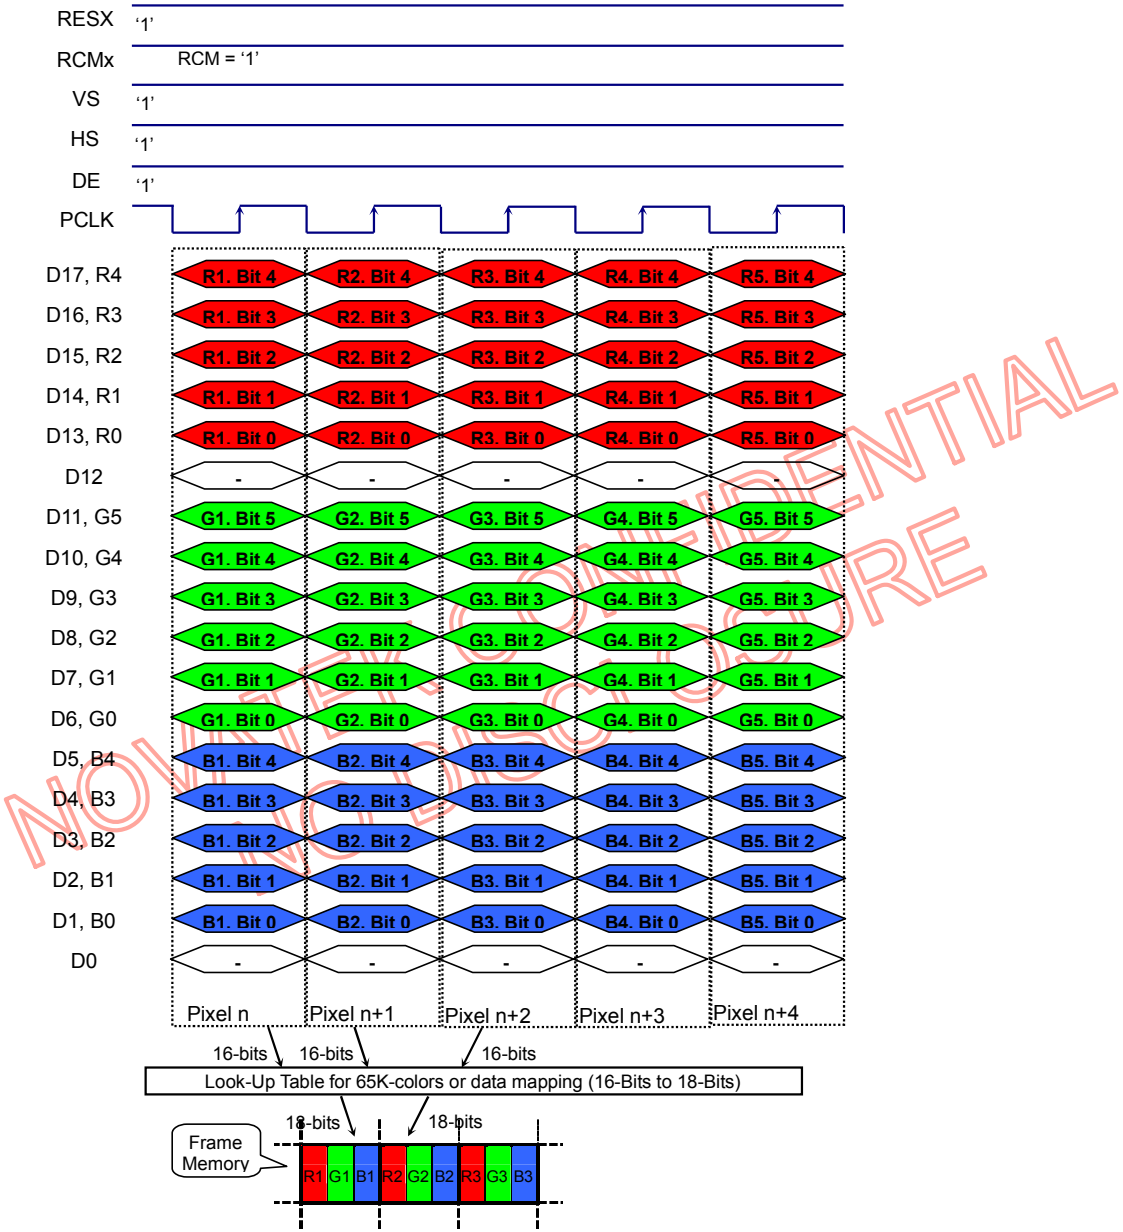 RESX ‘1’
RCMx RCM = ‘1’
VS ‘1’
HS ‘1’
DE ‘1’
PCLK
D17, R4 R1. Bit 4 R2. Bit 4 R3. Bit 4 R4. Bit 4 R5. Bit 4
D16, R3 R1. Bit 3 R2. Bit 3 R3. Bit 3 R4. Bit 3 R5. Bit 3
D15, R2 R1. Bit 2 R2. Bit 2 R3. Bit 2 R4. Bit 2 R5. Bit 2
D14, R1 R1. Bit 1 R2. Bit 1 R3. Bit 1 R4. Bit 1 R5. Bit 1
D13, R0 R1. Bit 0 R2. Bit 0 R3. Bit 0 R4. Bit 0 R5. Bit 0
D12 - - - - -
D11, G5 G1. Bit 5 G2. Bit 5 G3. Bit 5 G4. Bit 5 G5. Bit 5
D10, G4 G1. Bit 4 G2. Bit 4 G3. Bit 4 G4. Bit 4 G5. Bit 4
D9, G3 G1. Bit 3 G2. Bit 3 G3. Bit 3 G4. Bit 3 G5. Bit 3
D8, G2 G1. Bit 2 G2. Bit 2 G3. Bit 2 G4. Bit 2 G5. Bit 2
D7, G1 G1. Bit 1 G2. Bit 1 G3. Bit 1 G4. Bit 1 G5. Bit 1
D6, G0 G1. Bit 0 G2. Bit 0 G3. Bit 0 G4. Bit 0 G5. Bit 0
D5, B4 B1. Bit 4 B2. Bit 4 B3. Bit 4 B4. Bit 4 B5. Bit 4
D4, B3 B1. Bit 3 B2. Bit 3 B3. Bit 3 B4. Bit 3 B5. Bit 3
D3, B2 B1. Bit 2 B2. Bit 2 B3. Bit 2 B4. Bit 2 B5. Bit 2
D2, B1 B1. Bit 1 B2. Bit 1 B3. Bit 1 B4. Bit 1 B5. Bit 1
D1, B0 B1. Bit 0 B2. Bit 0 B3. Bit 0 B4. Bit 0 B5. Bit 0
D0 - - - - -
Pixel n Pixel n+1 Pixel n+2 Pixel n+3 Pixel n+4
16-bits 16-bits 16-bits
Look-Up Table for 65K-colors or data mapping (16-Bits to 18-Bits)
18-bits 18-bits
Frame
Memory
R1 G1 B1 R2 G2 B2 R3 G3 B3
NOVATEK CONFIDENTIAL
NO DISCLOSURE